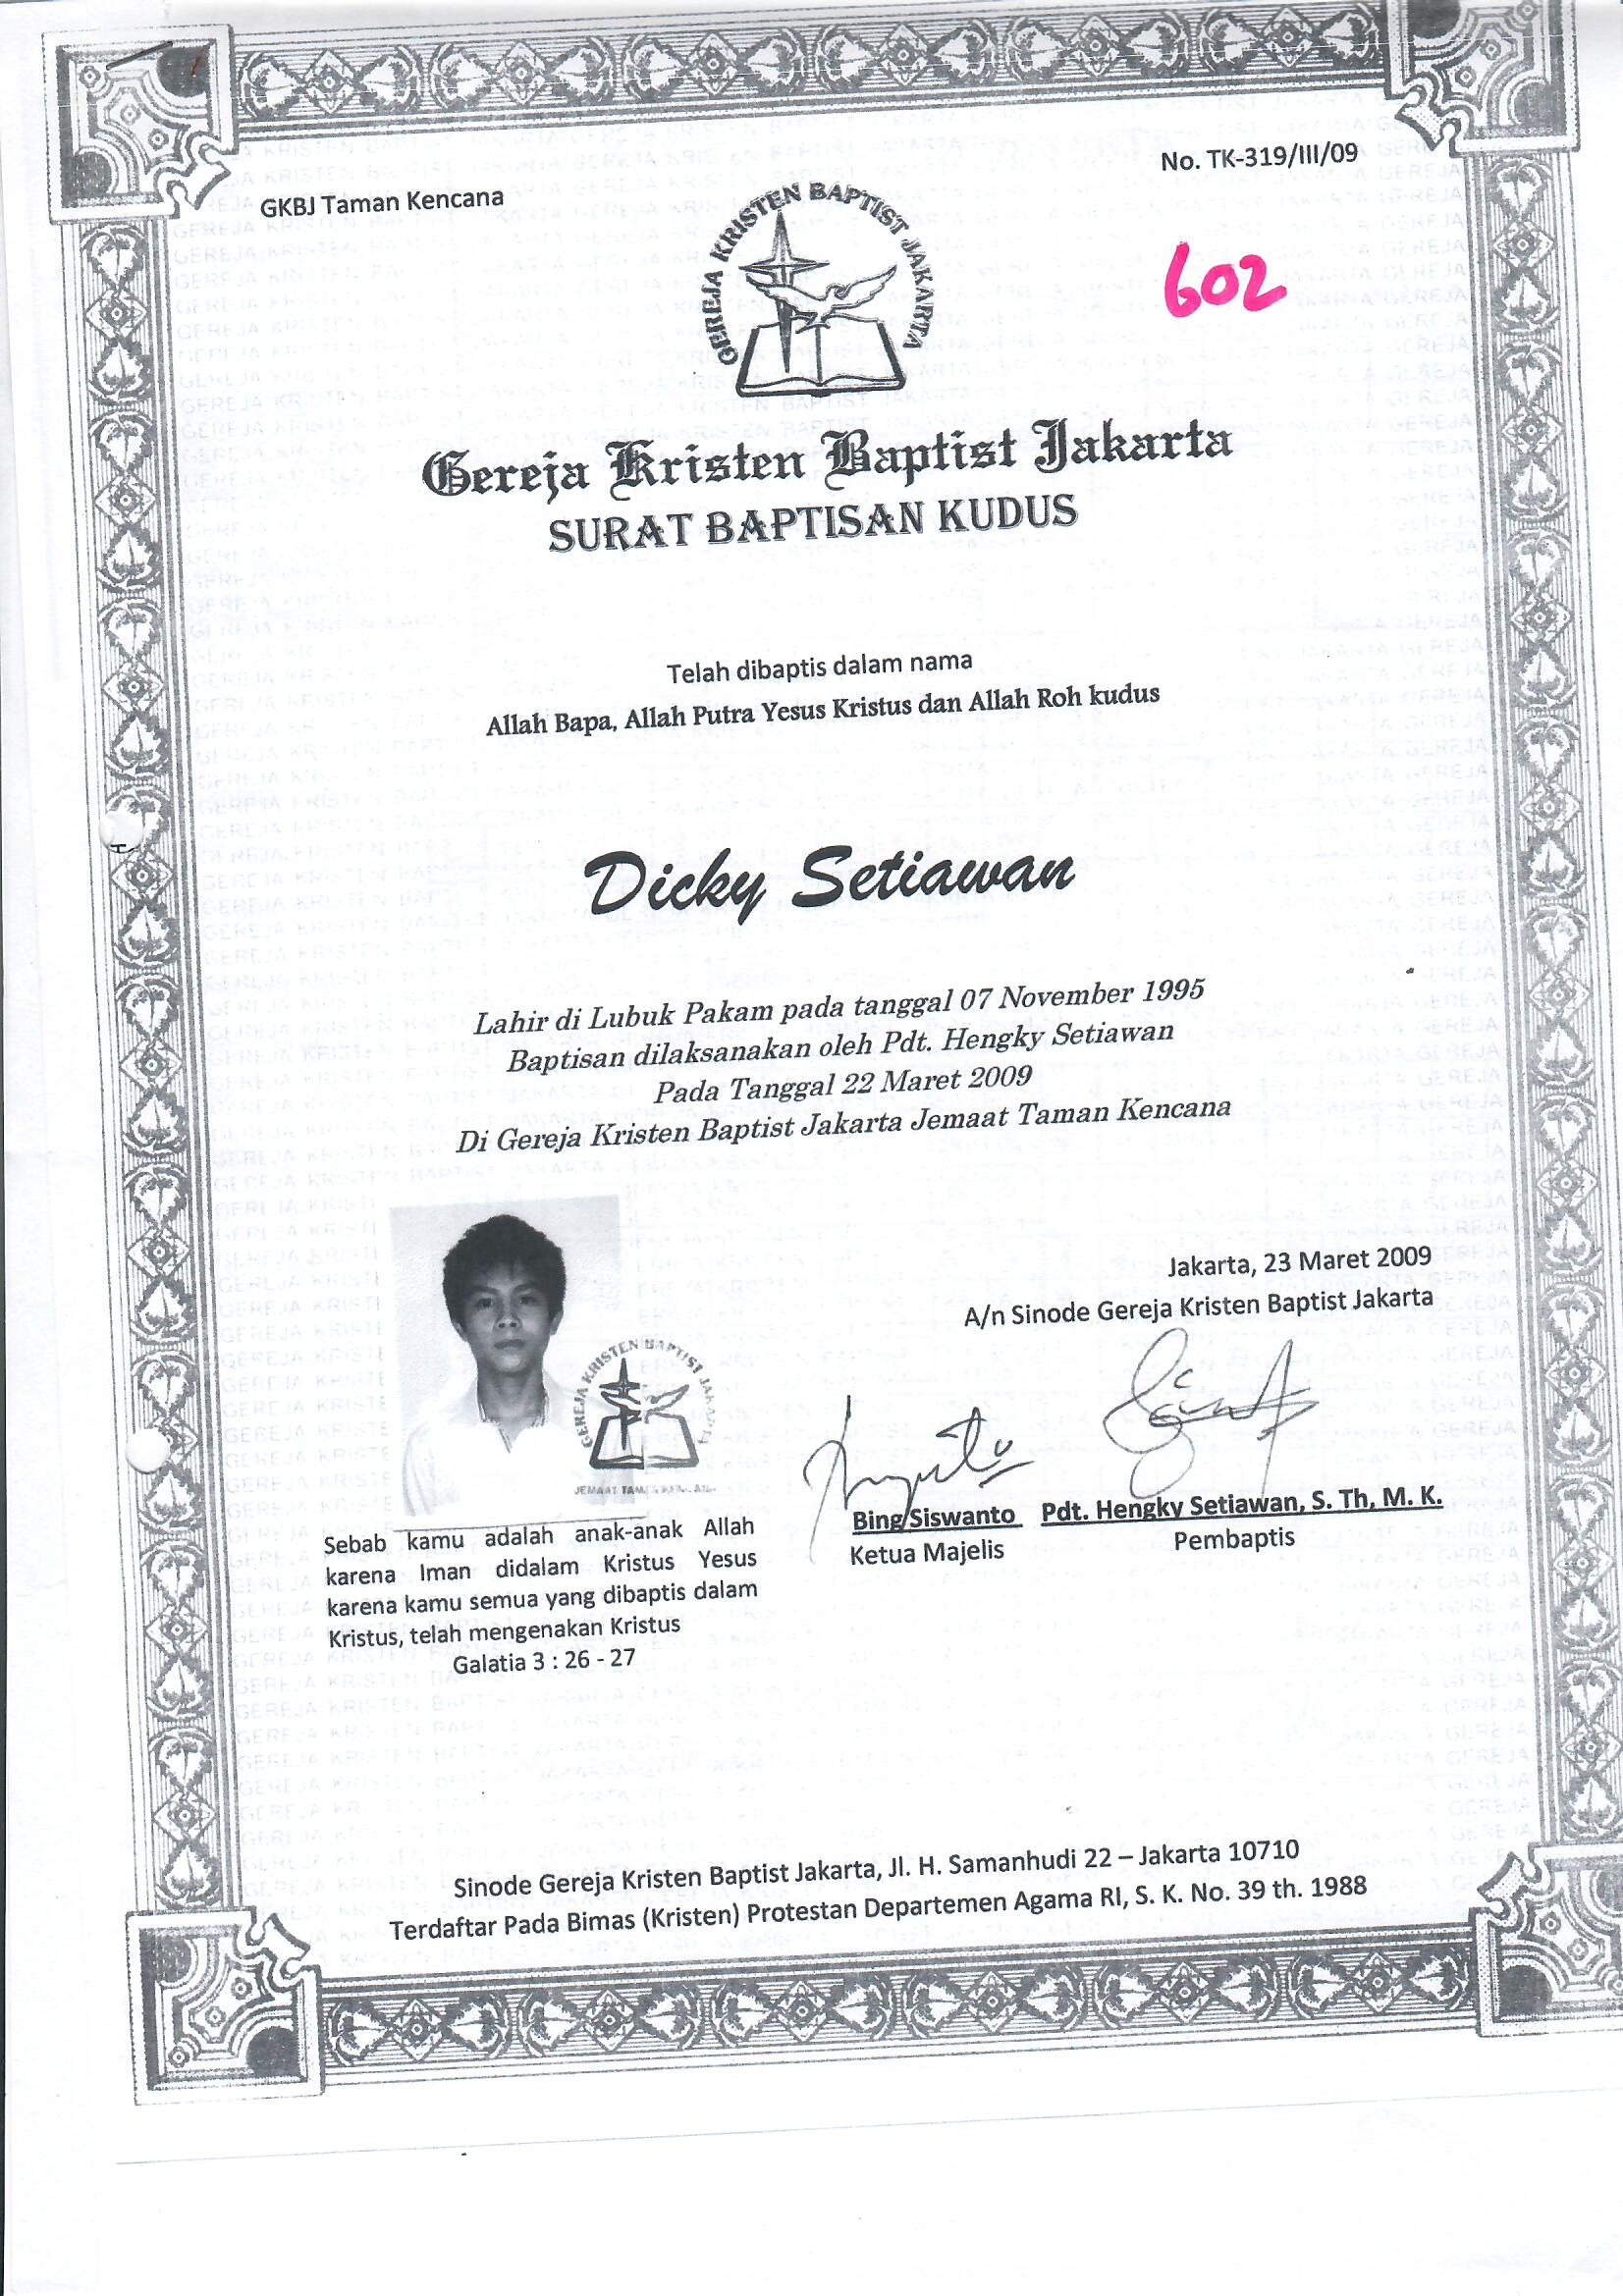 GKBJ Taman Kencana
No. TK-319/III/09
GEREJA KRISTEN BAPTIST JAKARTA
602
Gereja Kristen Baptist Jakarta
SURAT BAPTISAN KUDUS
Telah dibaptis dalam nama
Allah Bapa, Allah Putra Yesus Kristus dan Allah Roh kudus
Dicky Setiawan
Lahir di Lubuk Pakam pada tanggal 07 November 1995
Baptisan dilaksanakan oleh Pdt. Hengky Setiawan
Pada Tanggal 22 Maret 2009
Di Gereja Kristen Baptist Jakarta Jemaat Taman Kencana
Jakarta, 23 Maret 2009
A/n Sinode Gereja Kristen Baptist Jakarta
GEREJA KRISTEN BAPTIST JAKARTA
JEMAAT TAMAN KENCANA
Bing Siswanto Pdt. Hengky Setiawan, S. Th, M. K.
Ketua Majelis Pembaptis
Sebab kamu adalah anak-anak Allah
karena Iman didalam Kristus Yesus
karena kamu semua yang dibaptis dalam
Kristus, telah mengenakan Kristus
Galatia 3 : 26 - 27
Sinode Gereja Kristen Baptist Jakarta, Jl. H. Samanhudi 22 – Jakarta 10710
Terdaftar Pada Bimas (Kristen) Protestan Departemen Agama RI, S. K. No. 39 th. 1988